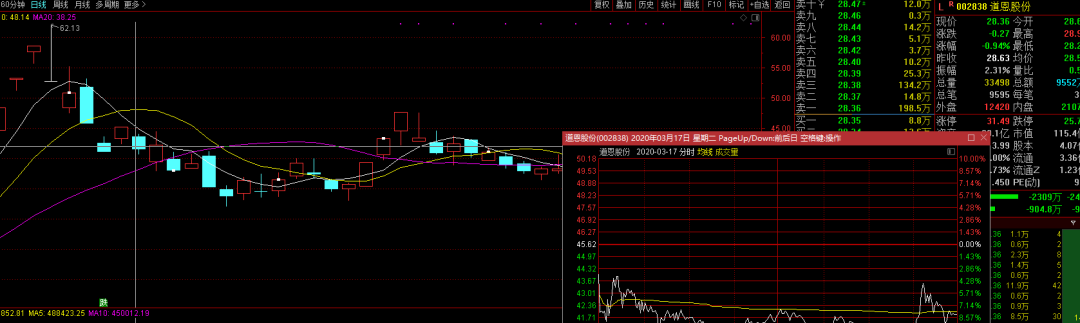 60分钟 日线 周线 月线 多周期 更多〉
复权 叠加 历史 统计 画线 F10 标记 +自选 返回
0: 48.14 MA20: 38.25
62.13
60.00
55.00
50.00
45.00
跌
852.81 MA5: 488423.25 MA10: 450012.19
卖十 28.47 12.0万
卖九 28.46 0.3万
卖八 28.44 14.2万
卖七 28.43 5.1万
卖六 28.42 3.7万
卖五 28.40 10.2万
卖四 28.39 25.3万
卖三 28.38 134.2万
卖二 28.37 14.8万
卖一 28.36 198.5万
买一 28.35 8.8万
L R 002838 道恩股份
现价 28.36 今开
涨跌 -0.27 最高
涨幅 -0.94% 最低
昨收 28.63 均价
振幅 2.31% 量比
总量 33498 总额 9552
总笔 9595 每笔
外盘 12420 内盘 2107
涨停 31.49 跌停 25.7
市值 115.4
3.99 股本 4.07
.00% 流通 3.36
.73% 流通Z 1.23
.450 PE(动)
-2309万
-904.8万
36 1.1万 4
36 0.6万 2
36 2.3万 8
36 1.4万 5
36 0.6万 2
36 11.9万 42
36 0.6万 2
36 0.9万 3
36 8.5万 30
道恩股份(002838) 2020年03月17日 星期二 PageUp/Down:前后日 空格键:操作
道恩股份 2020-03-17 分时 均线 成交量
50.18 10.00%
49.53 8.57%
48.88 7.14%
48.23 5.71%
47.57 4.28%
46.92 2.86%
46.27 1.43%
45.62 0.00%
44.97 1.43%
44.32 2.86%
43.67 4.28%
43.01 5.71%
42.36 7.14%
41.71 8.57%